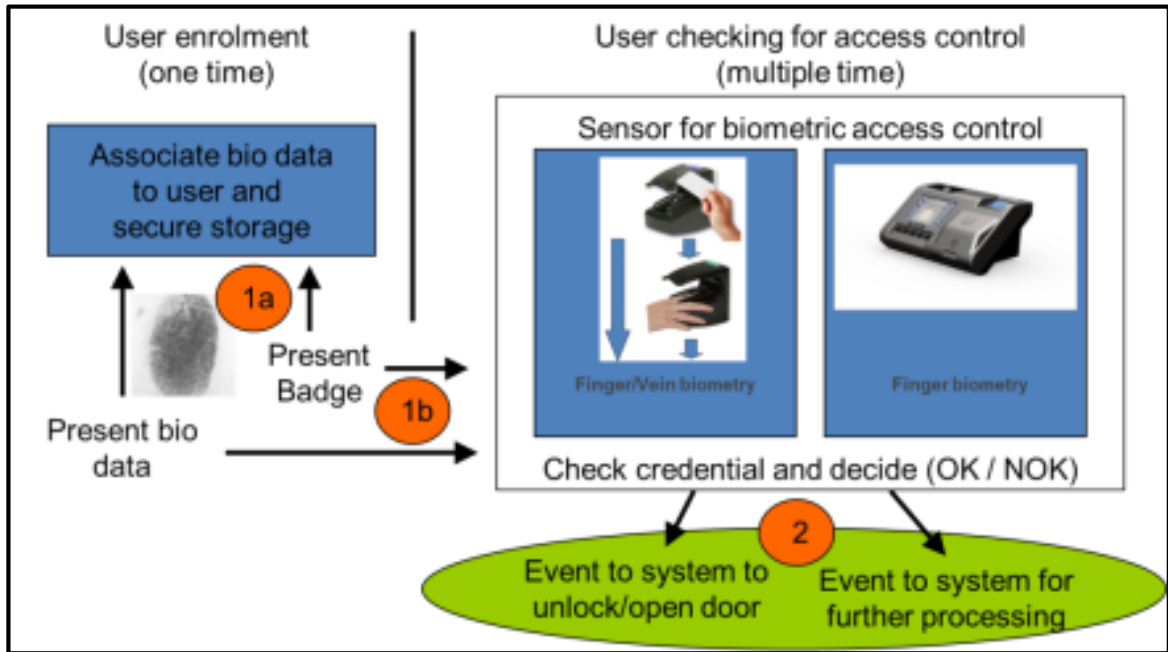 User enrolment
(one time)
User checking for access control
(multiple time)
Associate bio data
to user and
secure storage
1a
Present
Badge
1b
Present bio
data
Sensor for biometric access control
Finger/Vein biometry
Finger biometry
Check credential and decide (OK / NOK)
2
Event to system to
unlock/open door
Event to system for
further processing